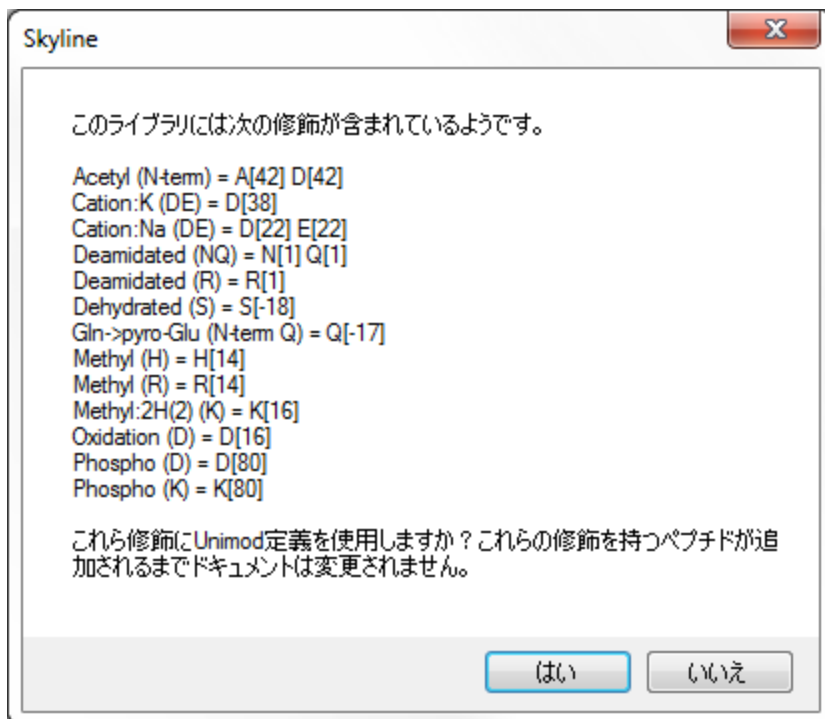 Skyline
このライブラリには次の修飾が含まれているようです。
Acetyl (N-term) = A[42] D[42]
Cation:K (DE) = D[38]
Cation:Na (DE) = D[22] E[22]
Deamidated (NQ) = N[1] Q[1]
Deamidated (R) = R[1]
Dehydrated (S) = S[-18]
Gln->pyro-Glu (N-term Q) = Q[-17]
Methyl (H) = H[14]
Methyl (R) = R[14]
Methyl:2H(2) (K) = K[16]
Oxidation (D) = D[16]
Phospho (D) = D[80]
Phospho (K) = K[80]
これら修飾にUnimod定義を使用しますか？これらの修飾を持つペプチドが追
加されるまでドキュメントは変更されません。
はい
いいえ